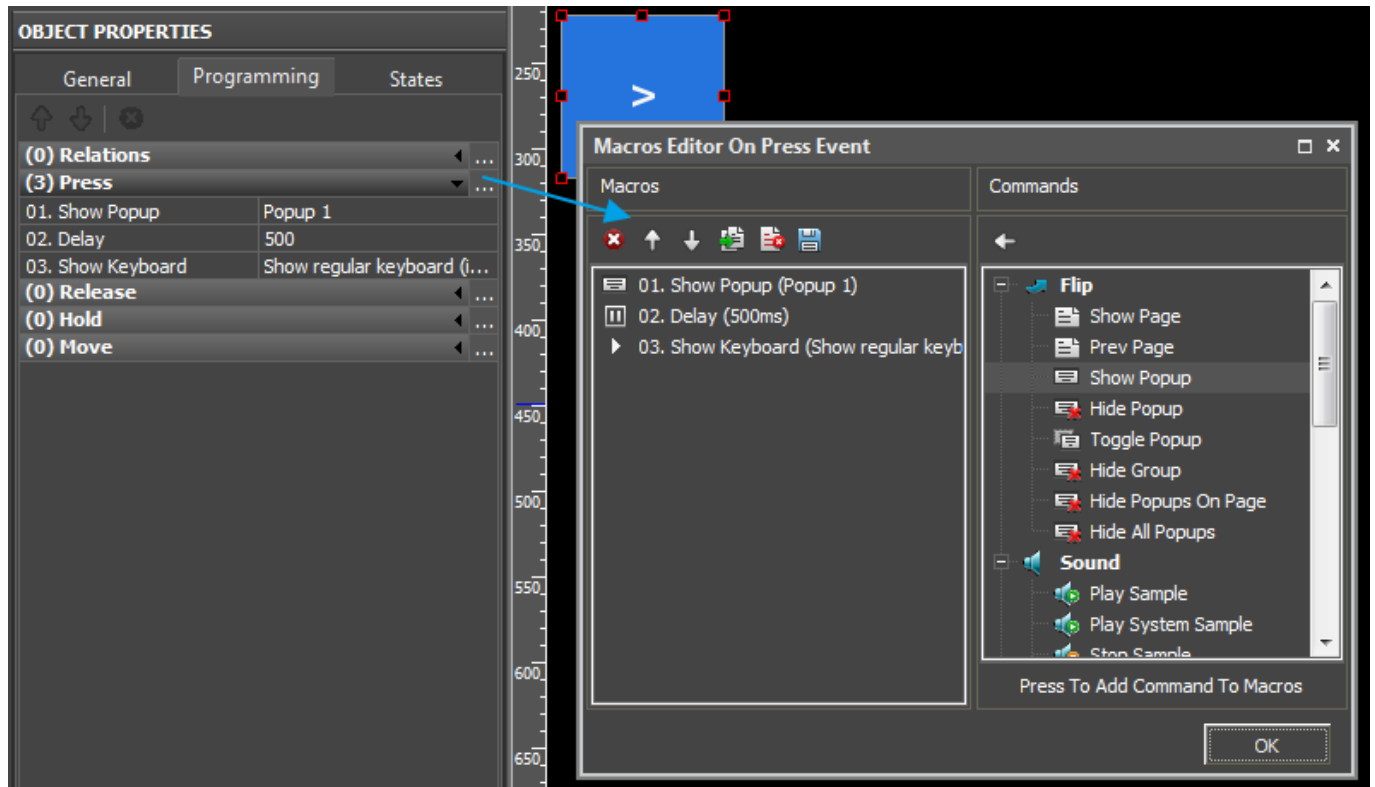 OBJECT PROPERTIES
General Programming States
(0) Relations ...
(3) Press ...
01. Show Popup Popup 1
02. Delay 500
03. Show Keyboard Show regular keyboard (i...
(0) Release ...
(0) Hold ...
(0) Move ...
250
300
350
400
450
500
550
600
650
>
Macros Editor On Press Event
Macros
01. Show Popup (Popup 1)
02. Delay (500ms)
03. Show Keyboard (Show regular keyb
Commands
Flip
Show Page
Prev Page
Show Popup
Hide Popup
Toggle Popup
Hide Group
Hide Popups On Page
Hide All Popups
Sound
Play Sample
Play System Sample
Stop Sample
Press To Add Command To Macros
OK